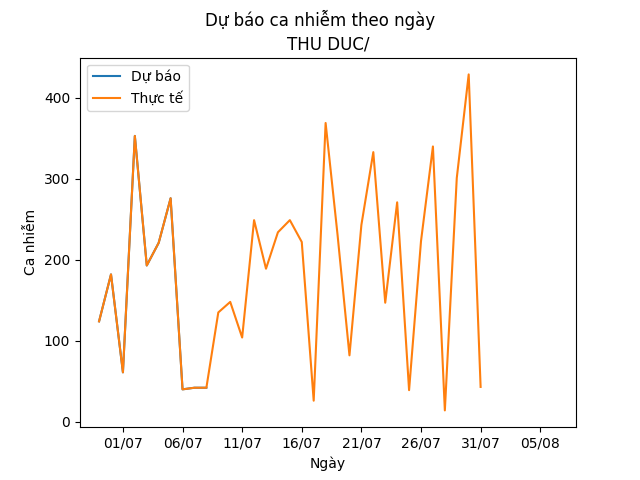 Dự báo ca nhiễm theo ngày
THU DUC/
Dự báo
Thực tế
Ca nhiễm
400
300
200
100
0
01/07 06/07 11/07 16/07 21/07 26/07 31/07 05/08
Ngày